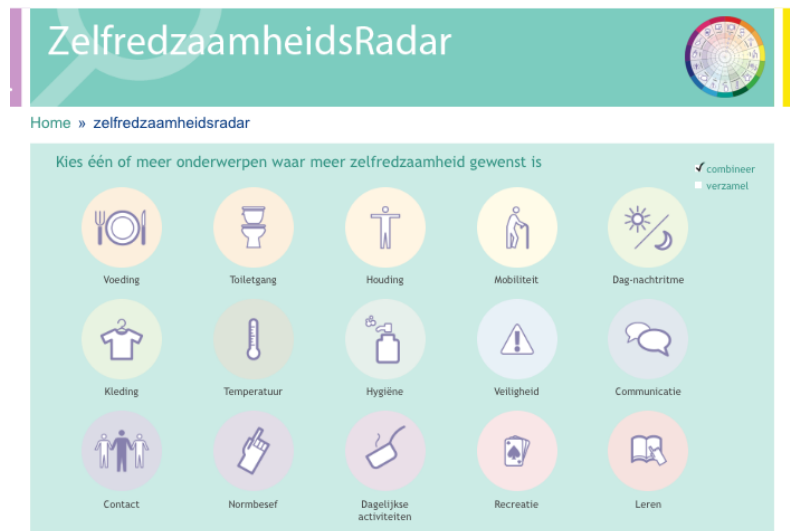 ZelfredzaamheidsRadar
Home » zelfredzaamheidsradar
Kies één of meer onderwerpen waar meer zelfredzaamheid gewenst is
combineer
verzamel
Voeding Toiletgang Houding Mobiliteit Dag-nachtritme
Kleding Temperatuur Hygiëne Veiligheid Communicatie
Contact Normbesef Dagelijkse activiteiten Recreatie Leren